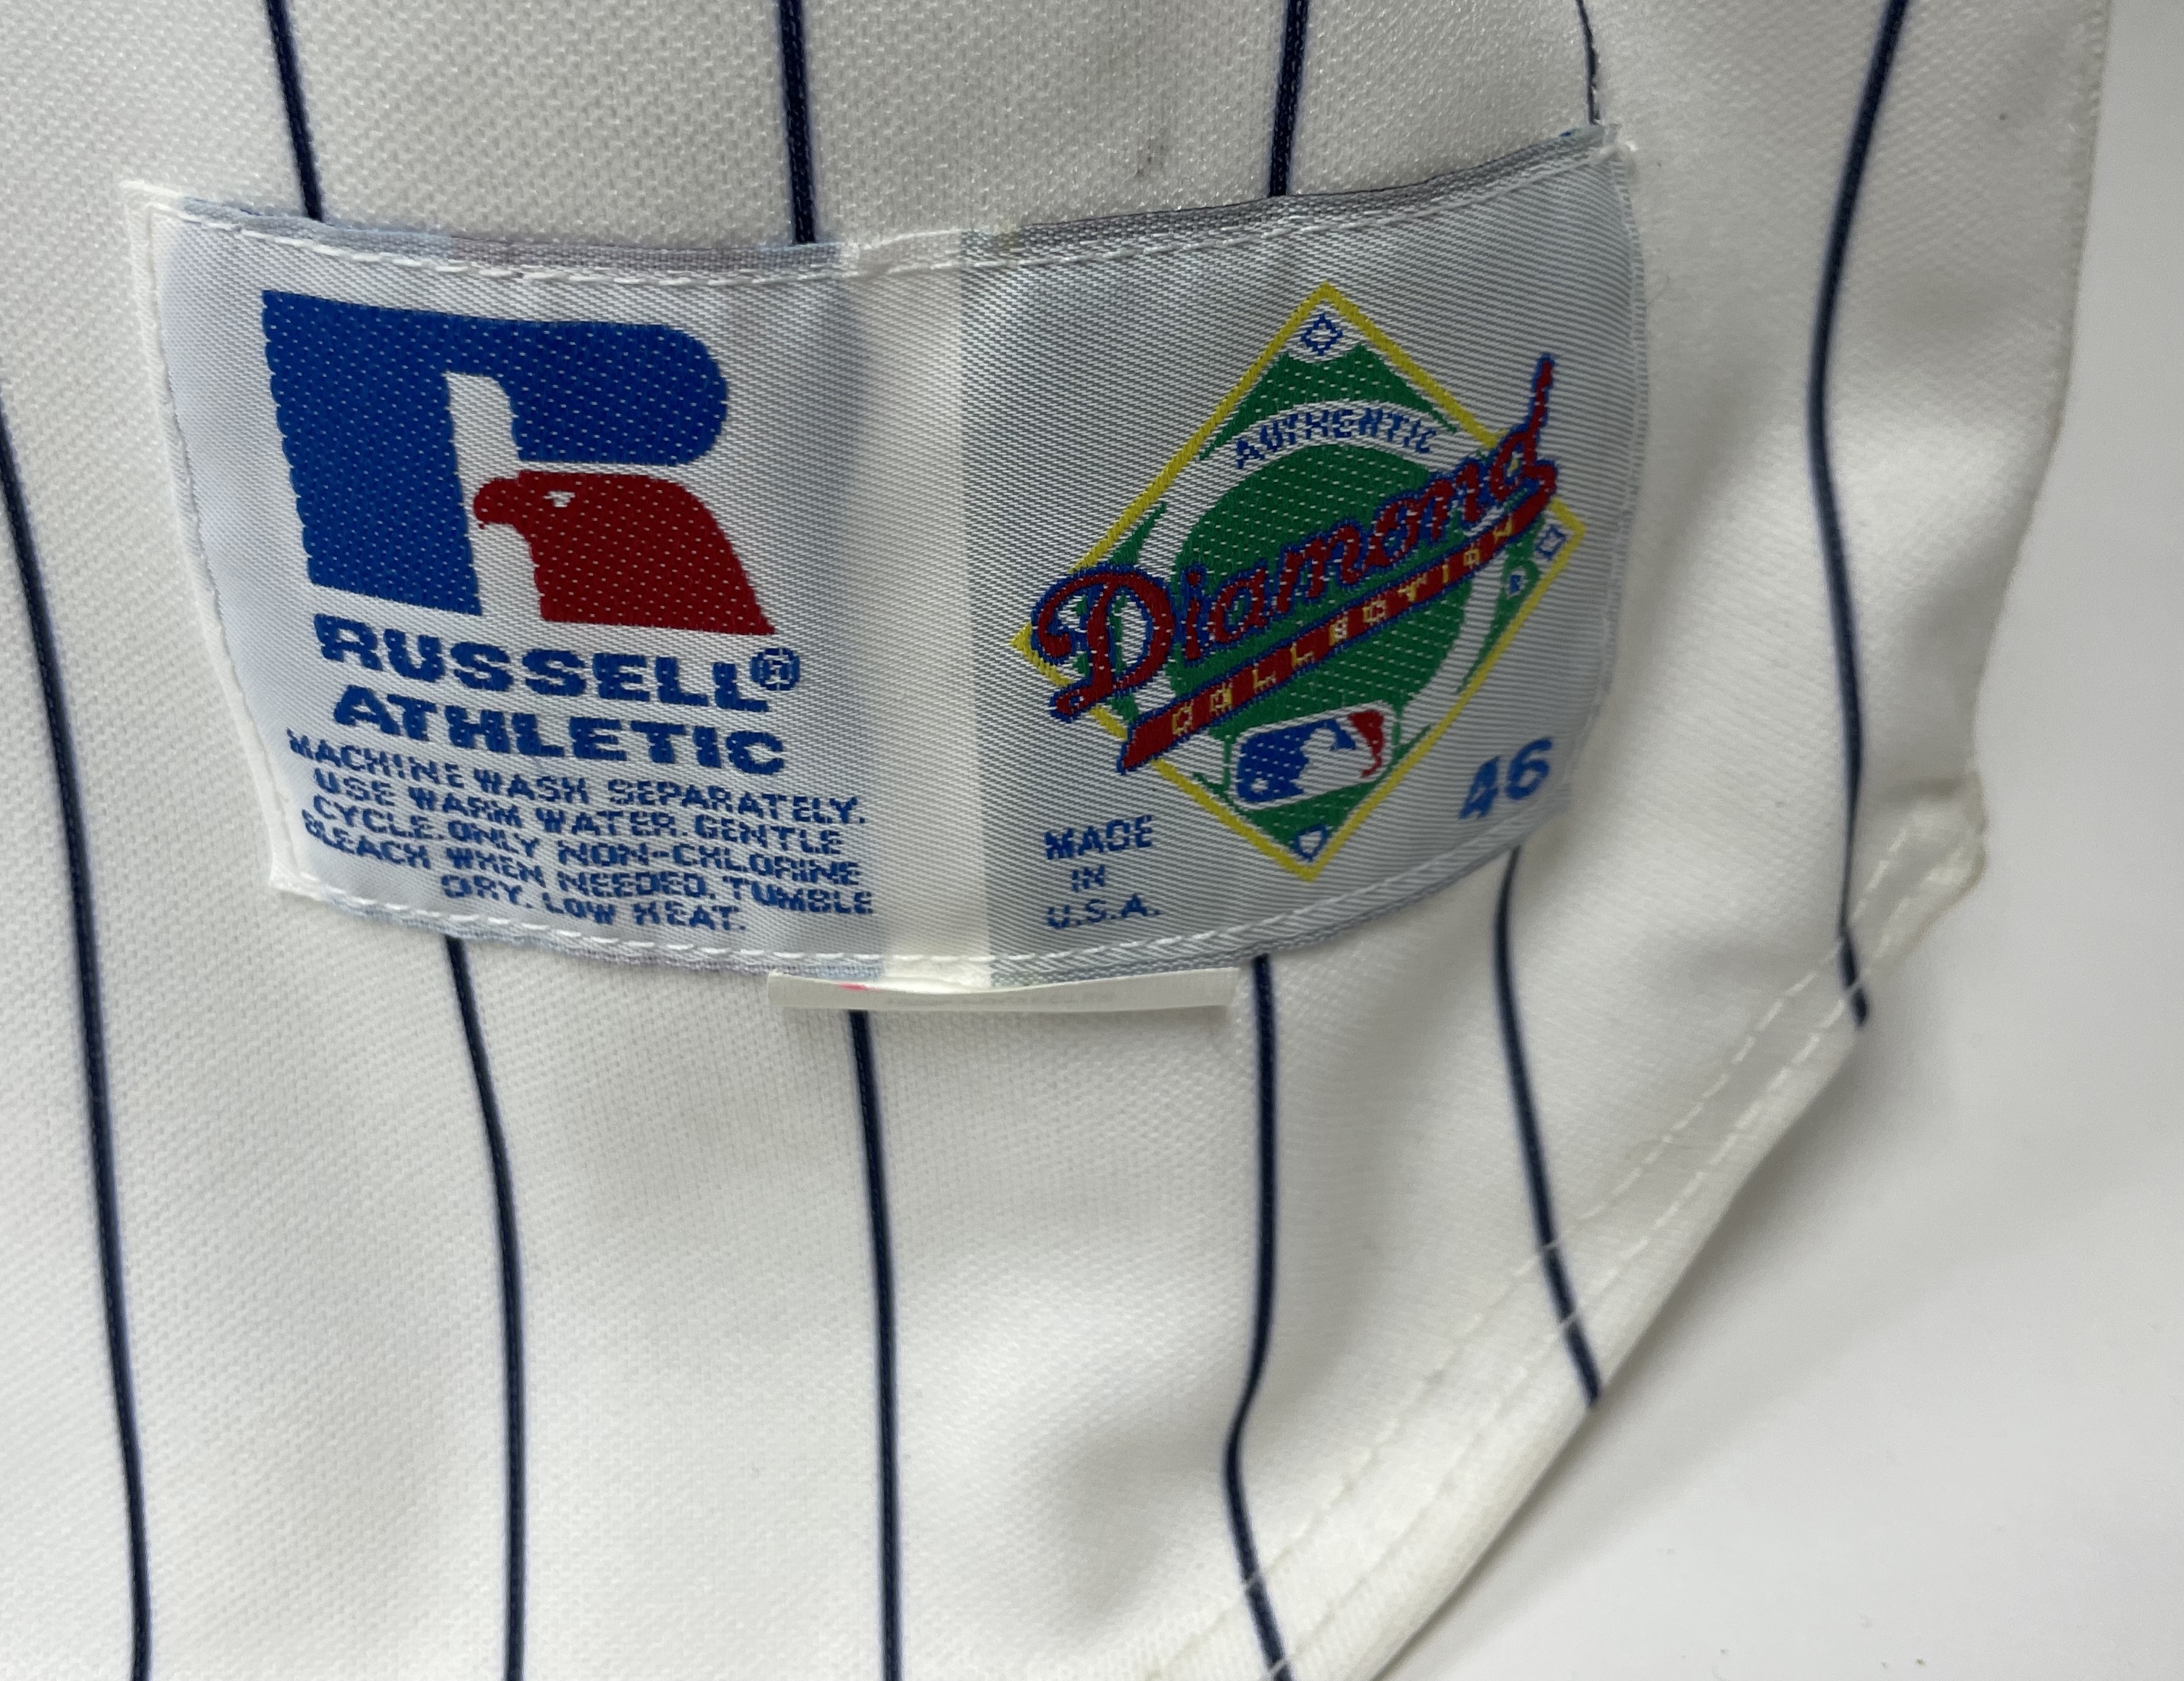 RUSSELL®
ATHLETIC
MACHINE WASH SEPARATELY.
USE WARM WATER. GENTLE
CYCLE. ONLY NON-CHLORINE
BLEACH WHEN NEEDED. TUMBLE
DRY. LOW HEAT.
AUTHENTIC
Diamond
COLLECTION
®
46
MADE
IN
U.S.A.